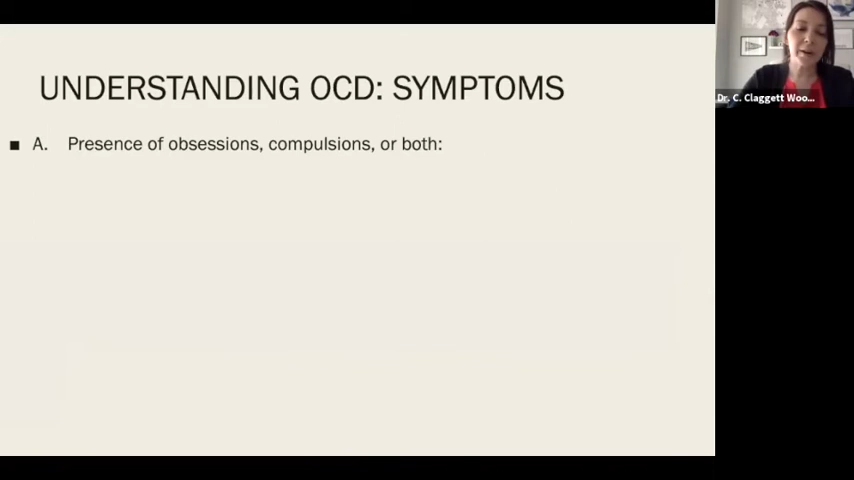 UNDERSTANDING OCD: SYMPTOMS
■ A. Presence of obsessions, compulsions, or both:
Dr. C. Claggett Woo...